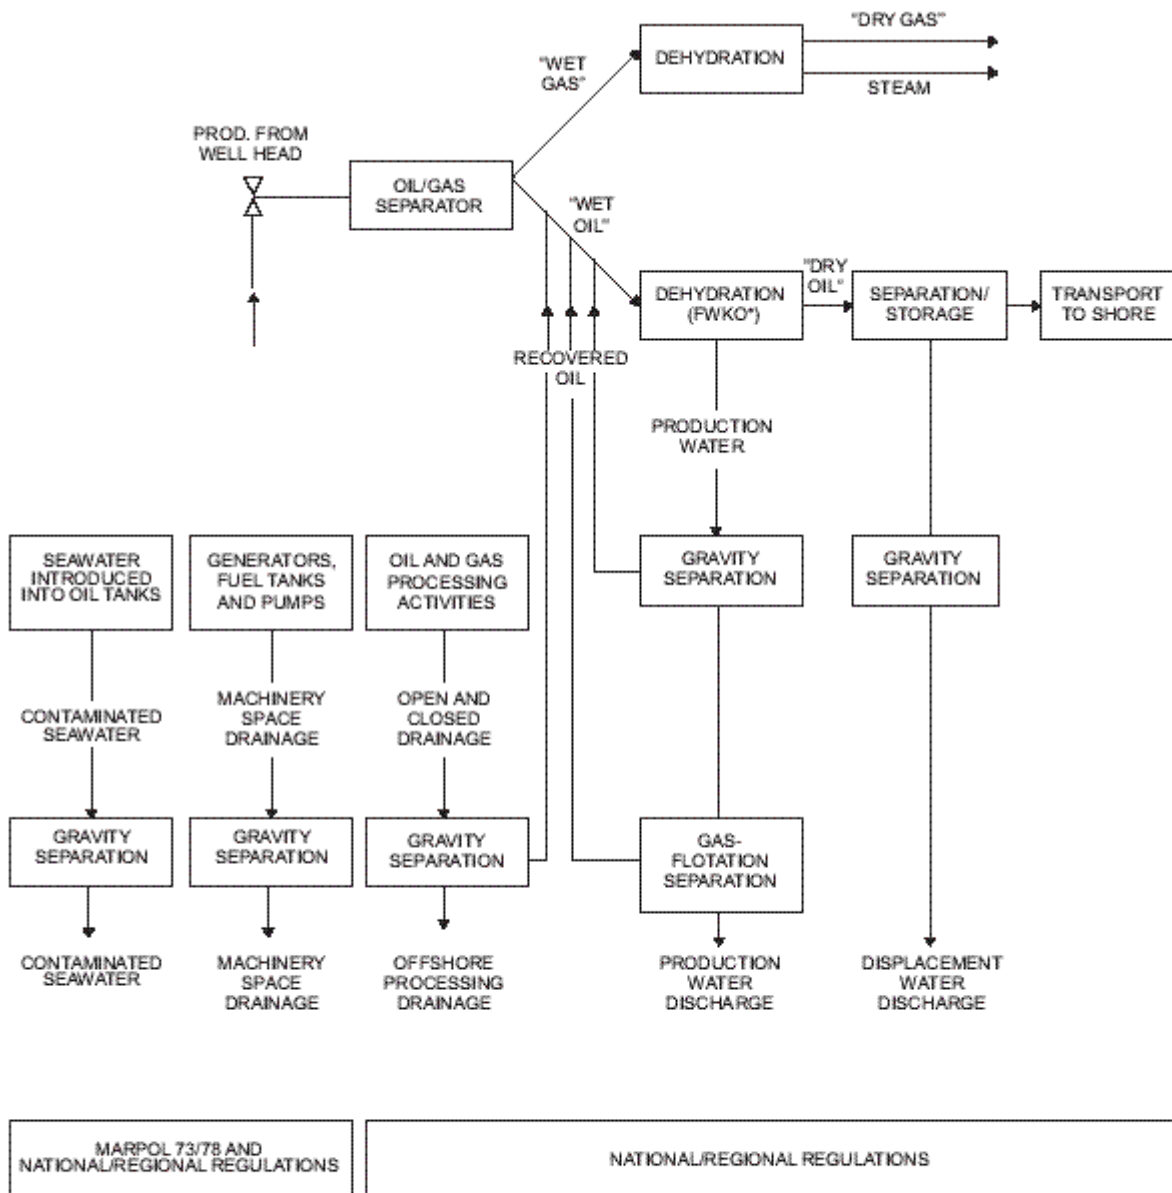 "DRY GAS"
"WET
GAS"
DEHYDRATION
STEAM
PROD. FROM
WELL HEAD
OIL/GAS
SEPARATOR
"WET
OIL"
DEHYDRATION
(FWKO*)
"DRY
OIL"
SEPARATION/
STORAGE
TRANSPORT
TO SHORE
RECOVERED
OIL
PRODUCTION
WATER
SEAWATER
INTRODUCED
INTO OIL TANKS
GENERATORS,
FUEL TANKS
AND PUMPS
OIL AND GAS
PROCESSING
ACTIVITIES
GRAVITY
SEPARATION
GRAVITY
SEPARATION
CONTAMINATED
SEAWATER
MACHINERY
SPACE
DRAINAGE
OPEN AND
CLOSED
DRAINAGE
GRAVITY
SEPARATION
GRAVITY
SEPARATION
GRAVITY
SEPARATION
GAS-
FLOTATION
SEPARATION
CONTAMINATED
SEAWATER
MACHINERY
SPACE
DRAINAGE
OFFSHORE
PROCESSING
DRAINAGE
PRODUCTION
WATER
DISCHARGE
DISPLACEMENT
WATER
DISCHARGE
MARPOL 73/78 AND
NATIONAL/REGIONAL REGULATIONS
NATIONAL/REGIONAL REGULATIONS